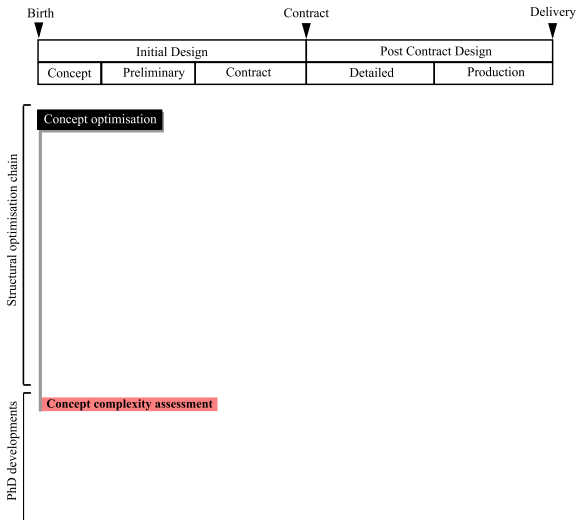 Birth
Contract
Delivery
Initial Design
Post Contract Design
Concept
Preliminary
Contract
Detailed
Production
Structural optimisation chain
Concept optimisation
PhD developments
Concept complexity assessment